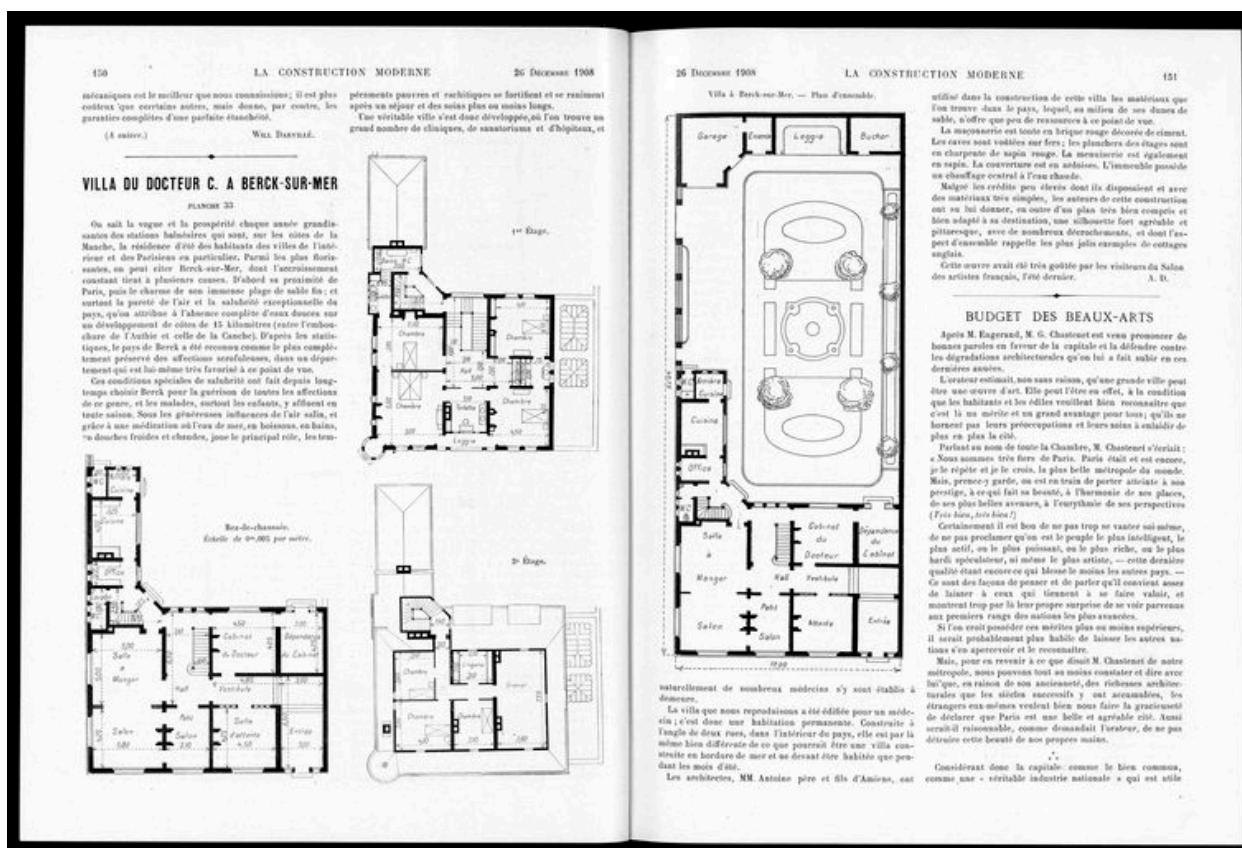 150
LA CONSTRUCTION MODERNE
26 Décembre 1908
mécaniques est le meilleur que nous connaissions; il est plus
coûteux que certains autres, mais donne, par contre, les
garanties complètes d'une parfaite étanchéité.
(A suivre.)
Will Darvillé.
VILLA DU DOCTEUR C. A BERCK-SUR-MER
PLANCHE 33
On sait la vogue et la prospérité chaque année grandis-
santes des stations balnéaires qui sont, sur les côtes de la
Manche, la résidence d'été des habitants des villes de l'inté-
rieur et des Parisiens en particulier. Parmi les plus floris-
santes, on peut citer Berck-sur-Mer, dont l'accroissement
constant tient à plusieurs causes. D'abord sa proximité de
Paris, puis le charme de son immense plage de sable fin; et
surtout la pureté de l'air et la salubrité exceptionnelle du
pays, qu'on attribue à l'absence complète d'eaux douces sur
un développement de côtes de 15 kilomètres (entre l'embou-
chure de l'Authie et celle de la Canche). D'après les statis-
tiques, le pays de Berck a été reconnu comme le plus complè-
tement préservé des affections scrofuleuses, dans un dépar-
tement qui est lui-même très favorisé à ce point de vue.
Ces conditions spéciales de salubrité ont fait depuis long-
temps choisir Berck pour la guérison de toutes les affections
de ce genre, et les malades, surtout les enfants, y affluent en
toute saison. Sous les généreuses influences de l'air salin, et
grâce à une médication où l'eau de mer, en boissons, en bains,
en douches froides et chaudes, joue le principal rôle, les tem-
péraments pauvres et rachitiques se fortifient et se raniment
après un séjour et des soins plus ou moins longs.
Une véritable ville s'est donc développée, où l'on trouve un
grand nombre de cliniques, de sanatoriums et d'hôpitaux, et
1er Étage.
Chambre
Chambre
Hall
Chambre
Toilette
Chambre
Loggia
Rez-de-chaussée.
Échelle de 0m,005 par mètre.
Cuisine
Office
Salle
à
Manger
Hall
Cabinet
du Docteur
Dépendance
du Cabinet
Vestibule
Salon
Petit
Salon
Salle
d'attente
Entrée
2e Étage.
Chambre
Lingerie
Grenier
Chambre
Chambre
26 Décembre 1908
LA CONSTRUCTION MODERNE
151
Villa à Berck-sur-Mer. — Plan d'ensemble.
Garage
Loggia
Bucher
Cuisine
Office
Salle
à
Manger
Cabinet
du
Docteur
Dépendance
du
Cabinet
Hall
Vestibule
Salon
Petit
Salon
Attente
Entrée
naturellement de nombreux médecins s'y sont établis à
demeure.
La villa que nous reproduisons a été édifiée pour un méde-
cin; c'est donc une habitation permanente. Construite à
l'angle de deux rues, dans l'intérieur du pays, elle est par là
même bien différente de ce que pourrait être une villa cons-
truite en bordure de mer et ne devant être habitée que pen-
dant les mois d'été.
Les architectes, MM. Antoine père et fils d'Amiens, ont
utilisé dans la construction de cette villa les matériaux que
l'on trouve dans le pays, lequel, au milieu de ses dunes de
sable, n'offre que peu de ressources à ce point de vue.
La maçonnerie est toute en brique rouge décorée de ciment.
Les caves sont voûtées sur fers; les planchers des étages sont
en charpente de sapin rouge. La menuiserie est également
en sapin. La couverture est en ardoises. L'immeuble possède
un chauffage central à l'eau chaude.
Malgré les crédits peu élevés dont ils disposaient et avec
des matériaux très simples, les auteurs de cette construction
ont su lui donner, en outre d'un plan très bien compris et
bien adapté à sa destination, une silhouette fort agréable et
pittoresque, avec de nombreux décrochements, et dont l'as-
pect d'ensemble rappelle les plus jolis exemples de cottages
anglais.
Cette œuvre avait été très goûtée par les visiteurs du Salon
des artistes français, l'été dernier.
A. D.
BUDGET DES BEAUX-ARTS
Après M. Engerand, M. G. Chastenet est venu prononcer de
bonnes paroles en faveur de la capitale et la défendre contre
les dégradations architecturales qu'on lui a fait subir en ces
dernières années.
L'orateur estimait, non sans raison, qu'une grande ville peut
être une œuvre d'art. Elle peut l'être en effet, à la condition
que les habitants et les édiles veuillent bien reconnaître que
c'est là un mérite et un grand avantage pour tous; qu'ils ne
bornent pas leurs préoccupations et leurs soins à enlaidir de
plus en plus la cité.
Parlant au nom de toute la Chambre, M. Chastenet s'écriait :
« Nous sommes très fiers de Paris. Paris était et est encore,
je le répète et je le crois, la plus belle métropole du monde.
Mais, prenez-y garde, on est en train de porter atteinte à son
prestige, à ce qui fait sa beauté, à l'harmonie de ses places,
de ses plus belles avenues, à l'eurythmie de ses perspectives
(Très bien, très bien!)
Certainement il est bon de ne pas trop se vanter soi-même,
de ne pas proclamer qu'on est le peuple le plus intelligent, le
plus actif, ou le plus puissant, ou le plus riche, ou le plus
hardi spéculateur, ni même le plus artiste, — cette dernière
qualité étant encore ce qui blesse le moins les autres pays. —
Ce sont des façons de penser et de parler qu'il convient assez
de laisser à ceux qui tiennent à se faire valoir, et
montrent trop par là leur propre surprise de se voir parvenus
aux premiers rangs des nations les plus avancées.
Si l'on croit posséder ces mérites plus ou moins supérieurs,
il serait probablement plus habile de laisser les autres na-
tions s'en apercevoir et le reconnaître.
Mais, pour en revenir à ce que disait M. Chastenet de notre
métropole, nous pouvons tout au moins constater et dire avec
lui que, en raison de son ancienneté, des richesses architec-
turales que les siècles successifs y ont accumulées, les
étrangers eux-mêmes veulent bien nous faire la gracieuseté
de déclarer que Paris est une belle et agréable cité. Aussi
serait-il raisonnable, comme demandait l'orateur, de ne pas
détruire cette beauté de nos propres mains.
Considérant donc la capitale comme le bien commun,
comme une « véritable industrie nationale » qui est utile